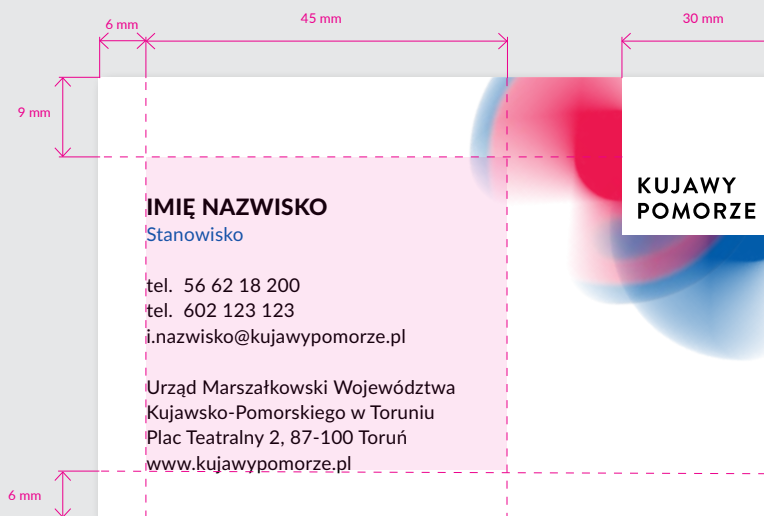 6 mm
45 mm
30 mm
9 mm
KUJAWY
POMORZE
IMIĘ NAZWISKO
Stanowisko
tel. 56 62 18 200
tel. 602 123 123
i.nazwisko@kujawypomorze.pl
Urząd Marszałkowski Województwa
Kujawsko-Pomorskiego w Toruniu
Plac Teatralny 2, 87-100 Toruń
www.kujawypomorze.pl
6 mm